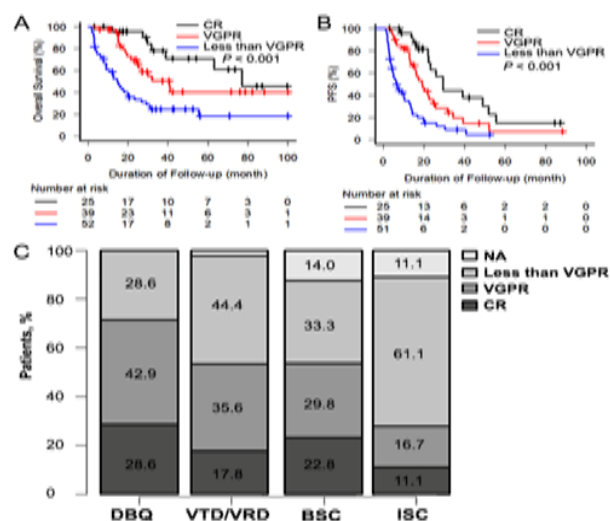 A
CR
VGPR
Less than VGPR
P < 0.001
Overall Survival (%)
100
80
60
40
20
0
0 20 40 60 80 100
Duration of Follow-up (month)
Number at risk
25 17 10 7 3 0
39 23 11 6 3 1
52 17 6 2 1 1
B
CR
VGPR
Less than VGPR
P < 0.001
PFS (%)
100
80
60
40
20
0
0 20 40 60 80 100
Duration of Follow-up (month)
Number at risk
25 13 6 2 2 0
39 14 3 1 1 0
51 6 2 0 0 0
C
Patients, %
100
80
60
40
20
0
28.6
42.9
28.6
44.4
35.6
17.8
14.0
33.3
29.8
22.8
11.1
61.1
16.7
11.1
DBQ VTD/VRD BSC ISC
NA
Less than VGPR
VGPR
CR